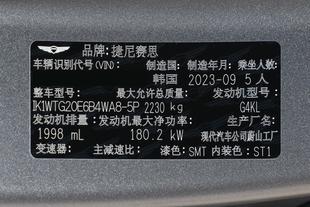 品牌: 捷尼赛思
车辆识别代号(VIN): 制造国: 制造年月: 乘坐人数:
韩国 2023-09 5人
整车型号: 最大允许总质量: 发动机型号:
IK1WTG20E6B4WA8-5P 2230 kg G4KL
发动机排量: 发动机最大净功率: 生产厂名:
1998 mL 180.2 kW 现代汽车公司蔚山工厂
变速器: 主减速比: 漆色: SMT 内装色: ST1